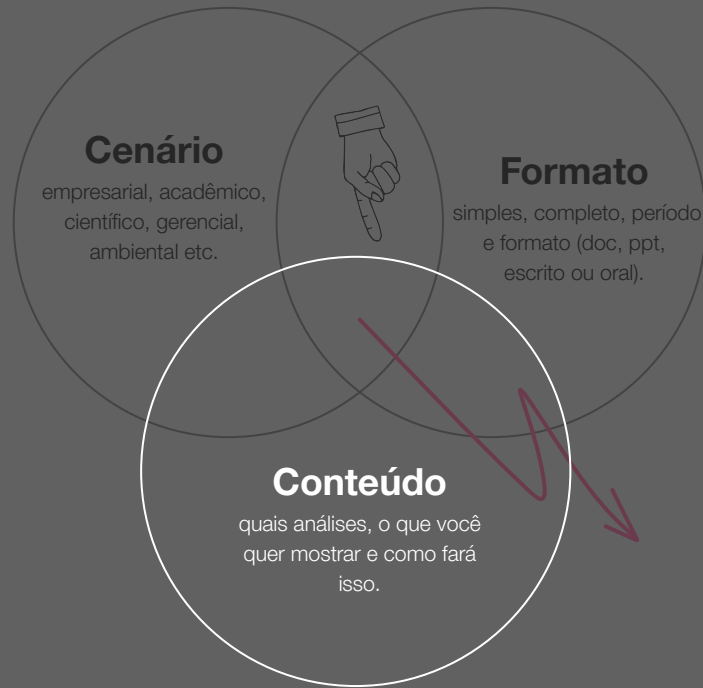 Cenário
empresarial, acadêmico,
científico, gerencial,
ambiental etc.
Formato
simples, completo, período
e formato (doc, ppt,
escrito ou oral).
Conteúdo
quais análises, o que você
quer mostrar e como fará
isso.